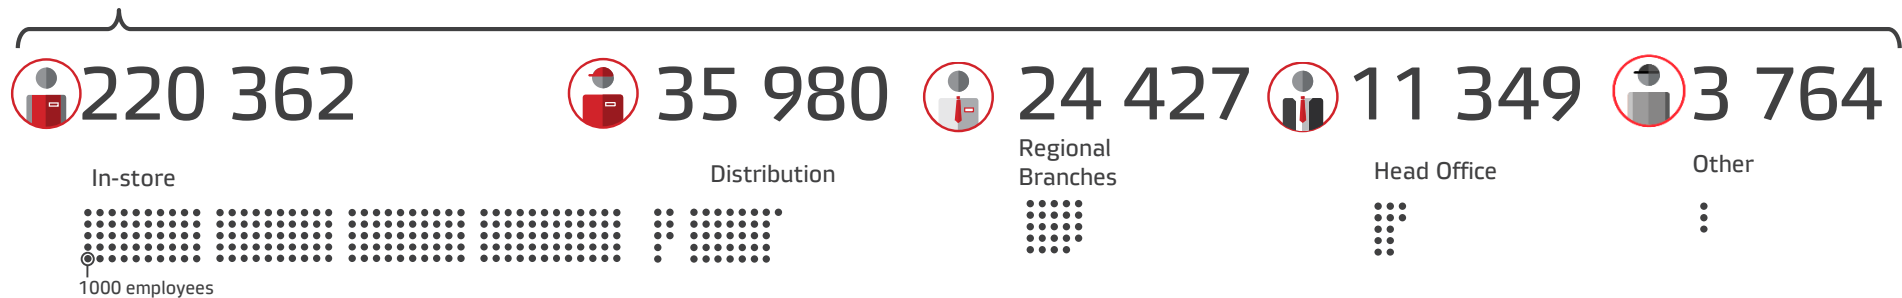 220 362
35 980
24 427
11 349
3 764
In-store
Distribution
Regional
Branches
Head Office
Other
1000 employees